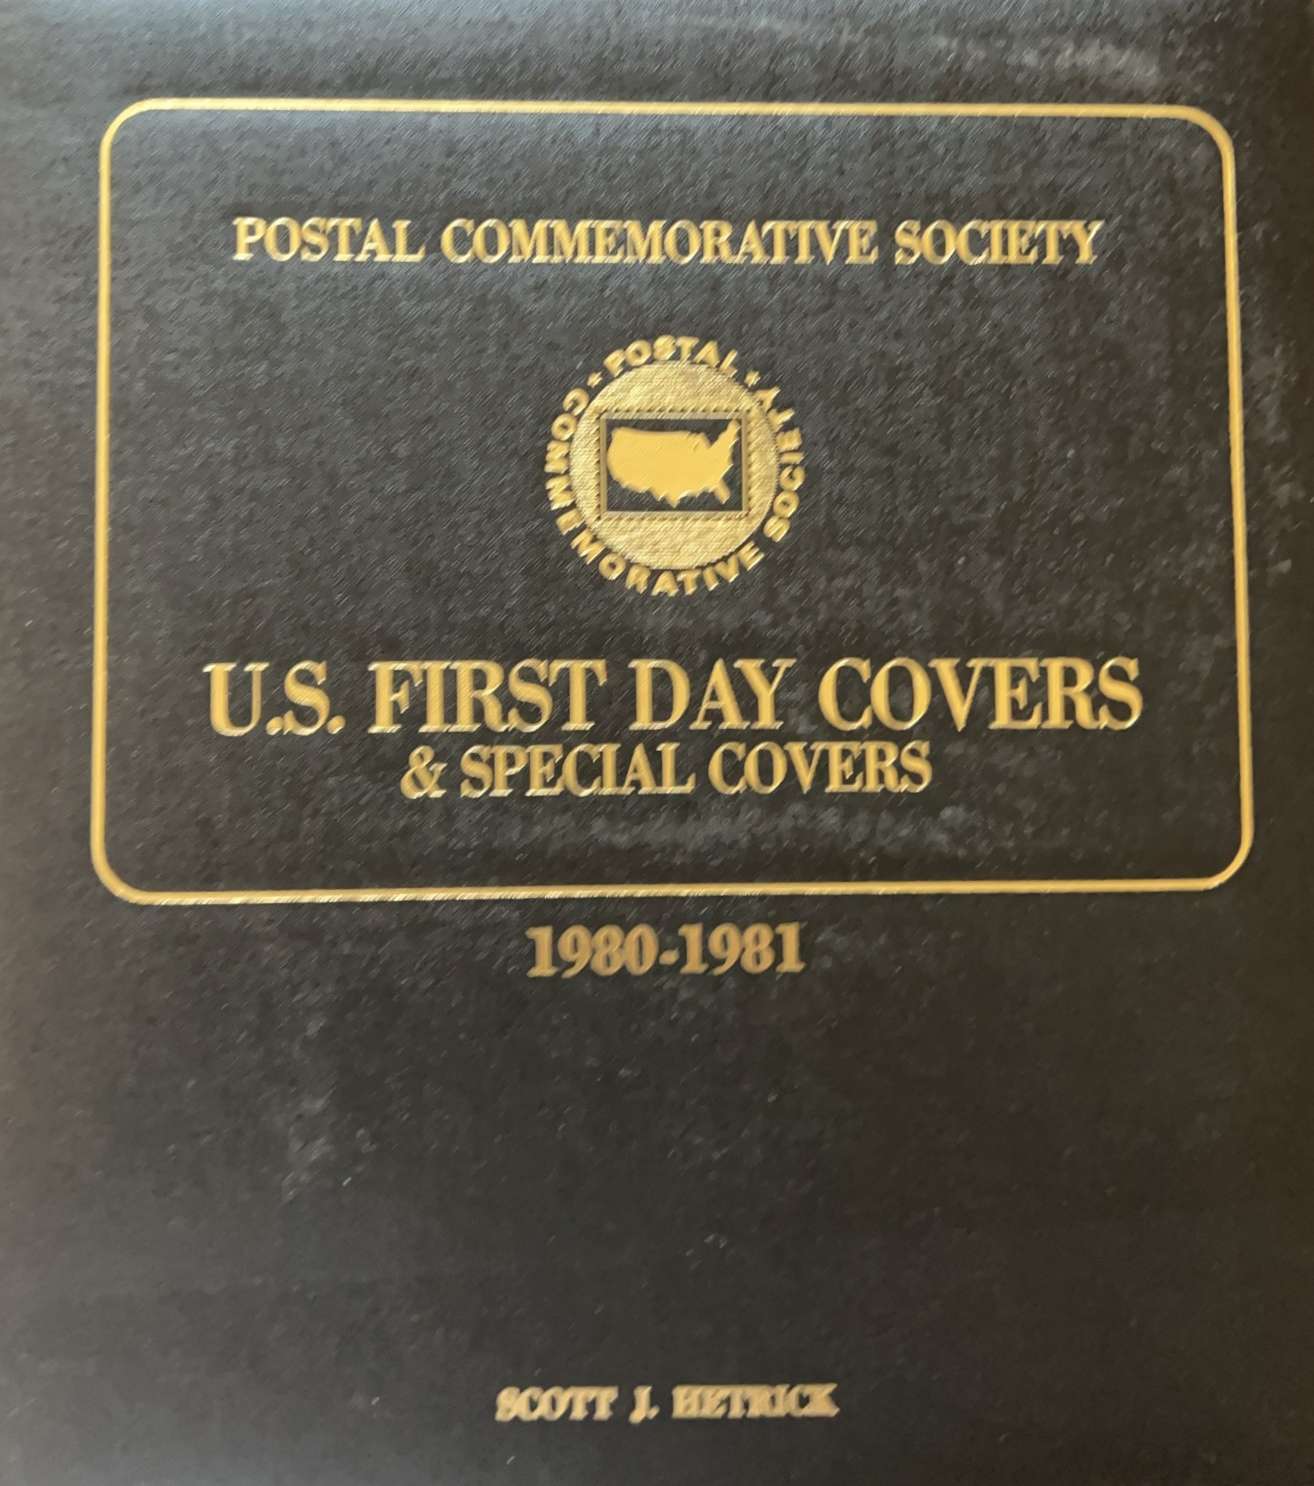 POSTAL COMMEMORATIVE SOCIETY
· POSTAL · COMMEMORATIVE SOCIETY
U.S. FIRST DAY COVERS
& SPECIAL COVERS
1980-1981
SCOTT J. HETRICK